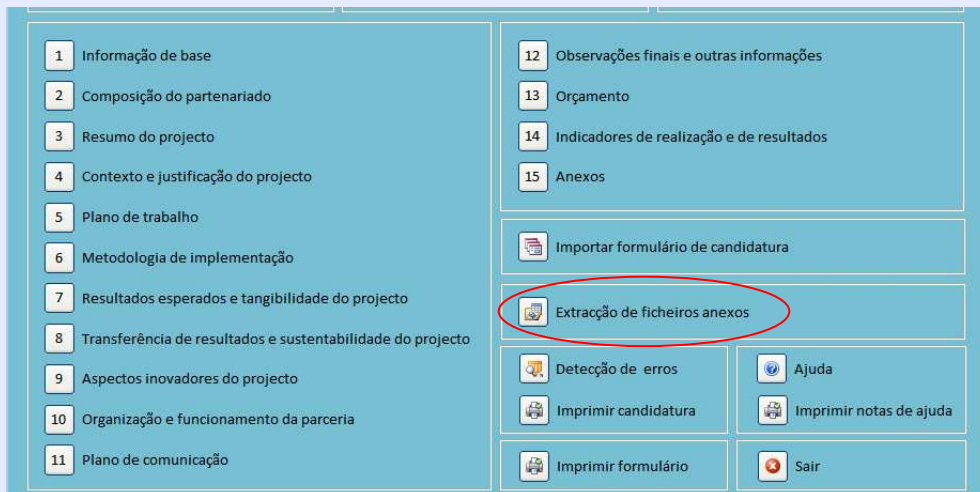 1 Informação de base
2 Composição do partenariado
3 Resumo do projecto
4 Contexto e justificação do projecto
5 Plano de trabalho
6 Metodologia de implementação
7 Resultados esperados e tangibilidade do projecto
8 Transferência de resultados e sustentabilidade do projecto
9 Aspectos inovadores do projecto
10 Organização e funcionamento da parceria
11 Plano de comunicação
12 Observações finais e outras informações
13 Orçamento
14 Indicadores de realização e de resultados
15 Anexos
Importar formulário de candidatura
Extracção de ficheiros anexos
Detecção de erros
Imprimir candidatura
Ajuda
Imprimir notas de ajuda
Imprimir formulário
Sair